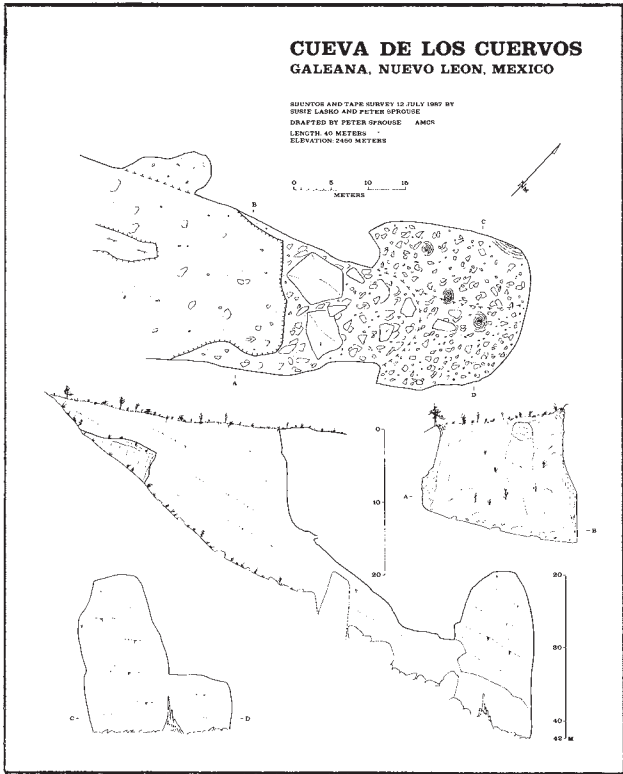 CUEVA DE LOS CUERVOS
GALEANA, NUEVO LEON, MEXICO
SUUNTOS AND TAPE SURVEY 12 JULY 1987 BY
SUSIE LASKO AND PETER SPROUSE
DRAFTED BY PETER SPROUSE AMCS
LENGTH: 40 METERS
ELEVATION: 2460 METERS
N
0 5 10 15
METERS
B
C
A
D
0
10
20
A
B
20
30
40
42 M
C
D